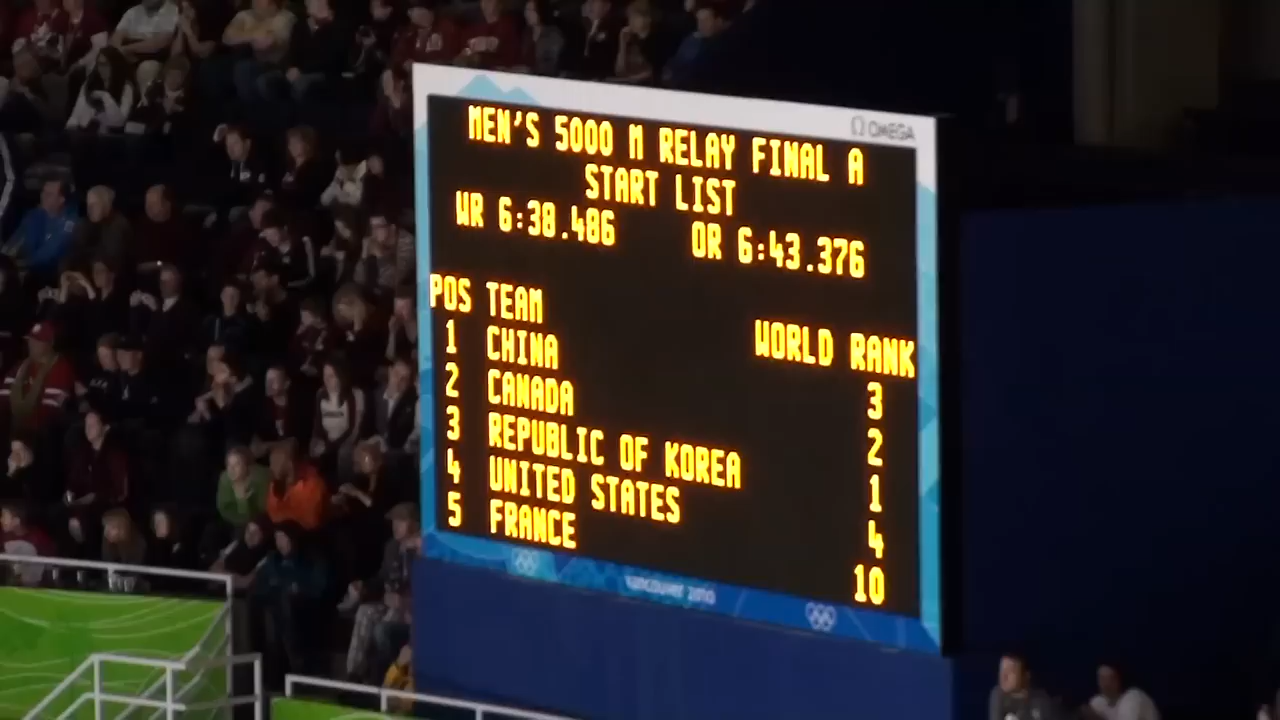 Ω OMEGA
MEN'S 5000 M RELAY FINAL A
START LIST
WR 6:38.486 OR 6:43.376
POS TEAM WORLD RANK
1 CHINA 3
2 CANADA 2
3 REPUBLIC OF KOREA 1
4 UNITED STATES 4
5 FRANCE 10
vancouver 2010